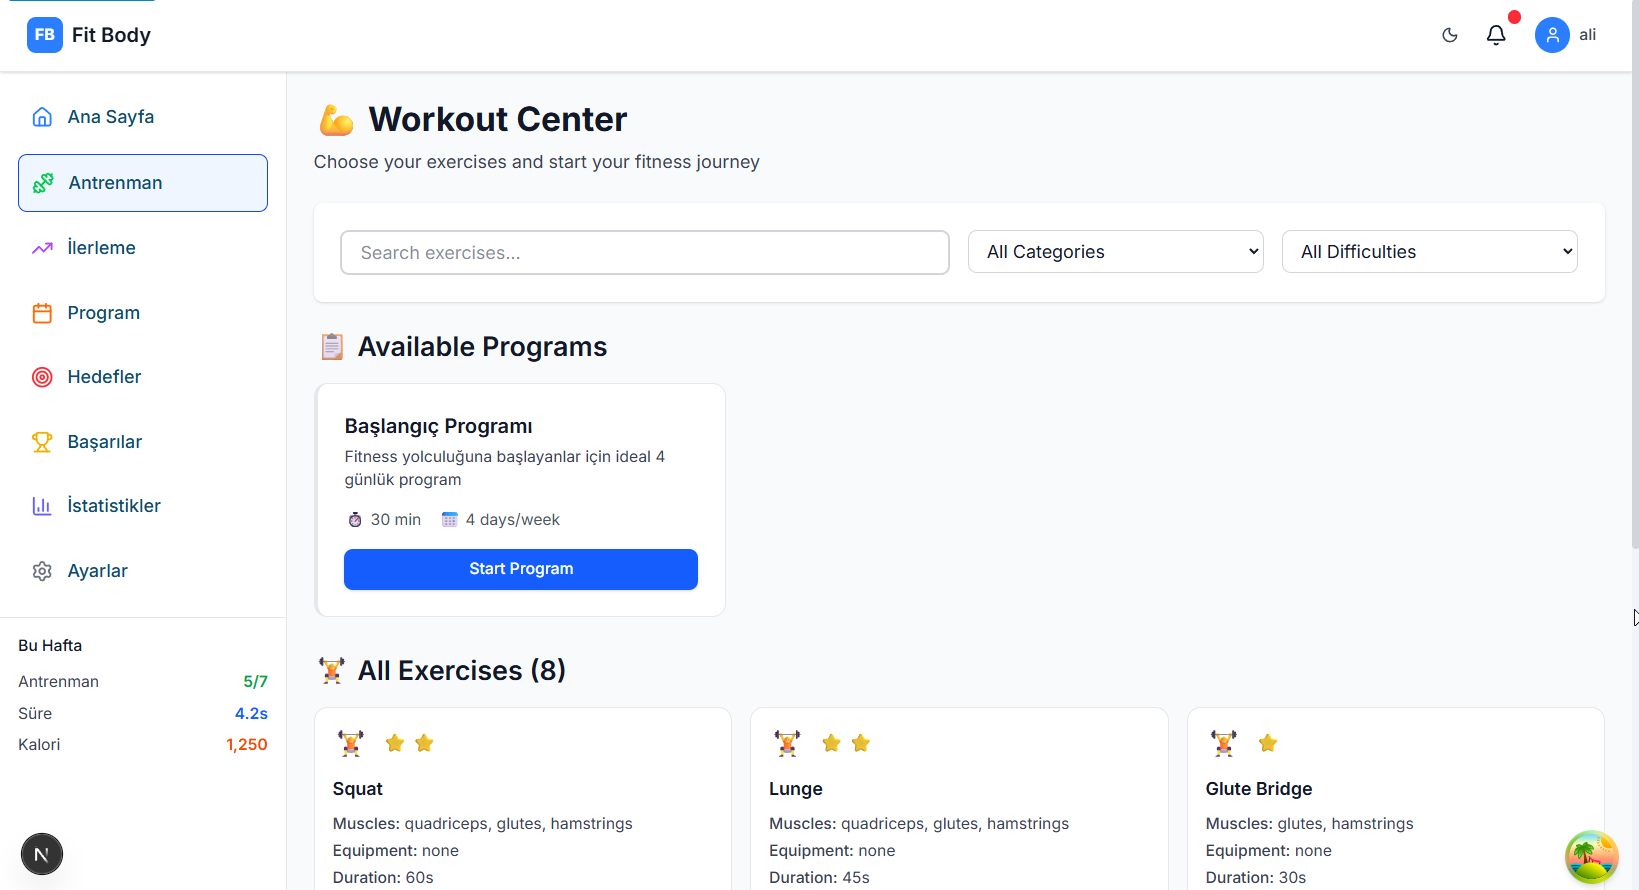 FB Fit Body
ali
Ana Sayfa
Antrenman
İlerleme
Program
Hedefler
Başarılar
İstatistikler
Ayarlar
Bu Hafta
Antrenman 5/7
Süre 4.2s
Kalori 1,250
N
Workout Center
Choose your exercises and start your fitness journey
Search exercises...
All Categories
All Difficulties
Available Programs
Başlangıç Programı
Fitness yolculuğuna başlayanlar için ideal 4
günlük program
30 min 4 days/week
Start Program
All Exercises (8)
Squat
Muscles: quadriceps, glutes, hamstrings
Equipment: none
Duration: 60s
Lunge
Muscles: quadriceps, glutes, hamstrings
Equipment: none
Duration: 45s
Glute Bridge
Muscles: glutes, hamstrings
Equipment: none
Duration: 30s